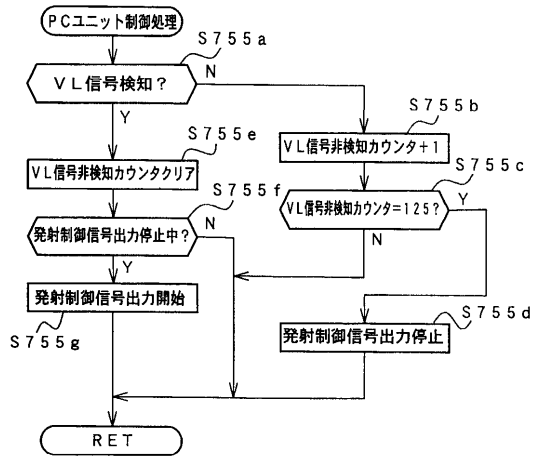 PCユニット制御処理
S755a
VL信号検知?
N
Y
S755b
VL信号非検知カウンタ+1
S755e
VL信号非検知カウンタクリア
S755c
VL信号非検知カウンタ=125?
Y
N
S755f
発射制御信号出力停止中?
N
Y
発射制御信号出力開始
S755g
S755d
発射制御信号出力停止
RET